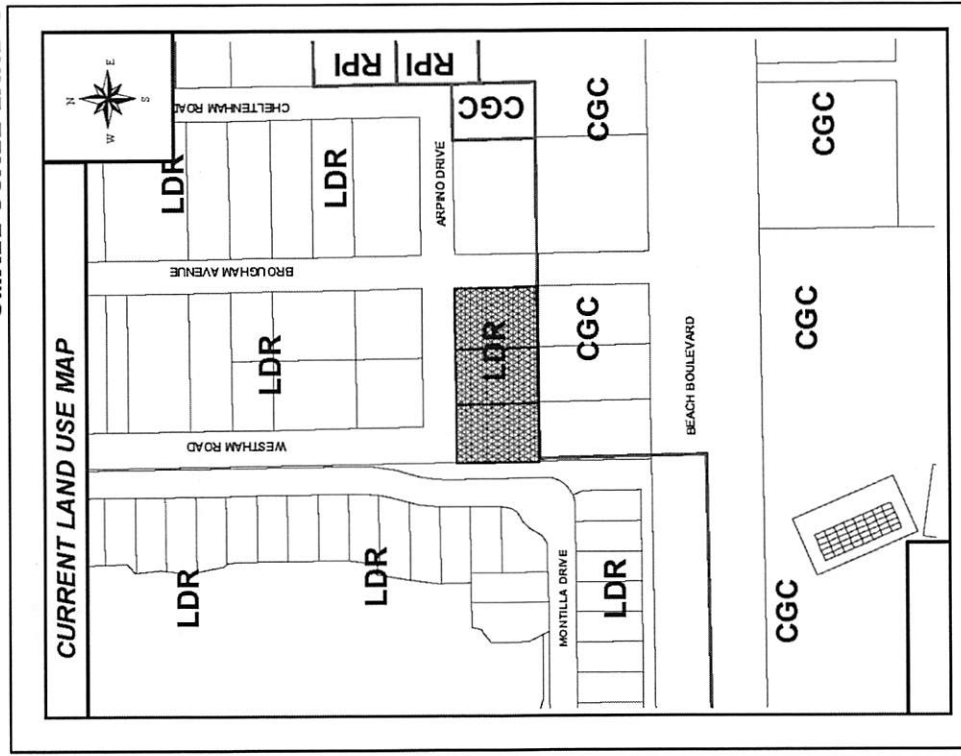 CURRENT LAND USE MAP
N
W
E
S
CHELTENHAM ROAD
RPI
RPI
LDR
LDR
CGC
ARPINO DRIVE
CGC
CGC
BROUGHAM AVENUE
LDR
LDR
CGC
CGC
WESTHAM ROAD
BEACH BOULEVARD
LDR
LDR
MONTILLA DRIVE
LDR
CGC